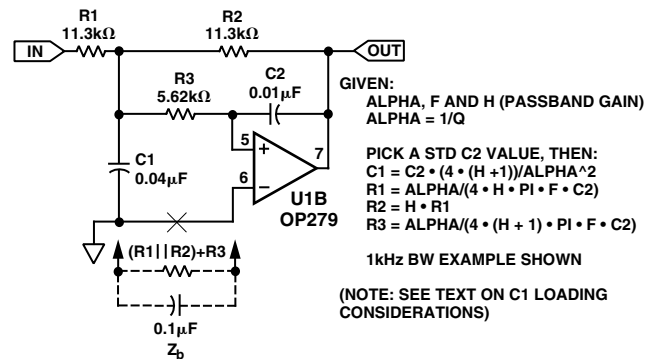 R1
11.3kΩ
R2
11.3kΩ
IN
OUT
R3
5.62kΩ
C2
0.01µF
C1
0.04µF
5
+
6
−
7
U1B
OP279
(R1||R2)+R3
0.1µF
Zb
GIVEN:
ALPHA, F AND H (PASSBAND GAIN)
ALPHA = 1/Q
PICK A STD C2 VALUE, THEN:
C1 = C2 • (4 • (H +1))/ALPHA^2
R1 = ALPHA/(4 • H • PI • F • C2)
R2 = H • R1
R3 = ALPHA/(4 • (H + 1) • PI • F • C2)
1kHz BW EXAMPLE SHOWN
(NOTE: SEE TEXT ON C1 LOADING
CONSIDERATIONS)